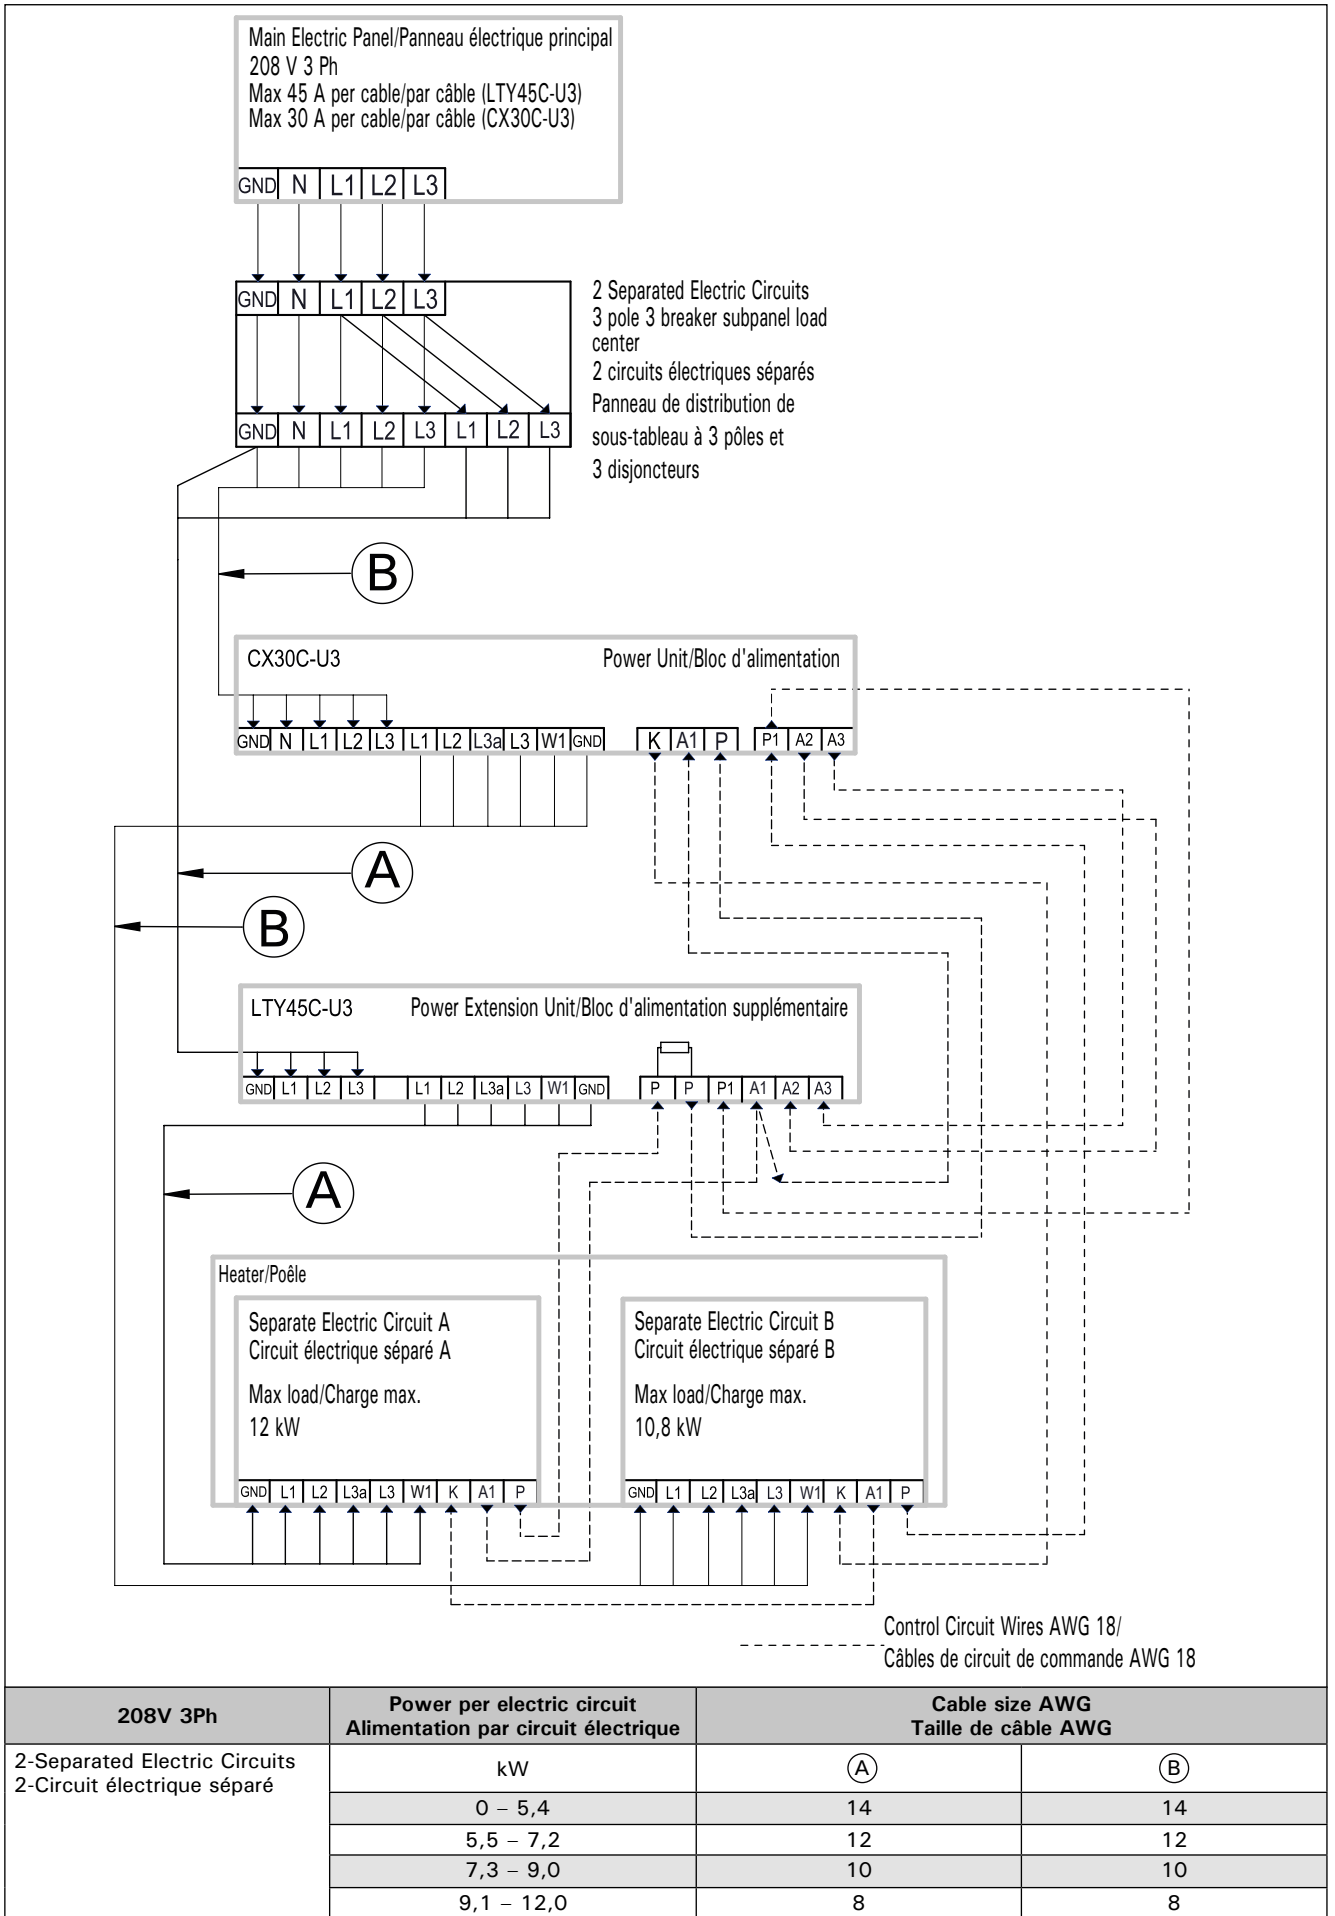 Main Electric Panel/Panneau électrique principal
208 V 3 Ph
Max 45 A per cable/par câble (LTY45C-U3)
Max 30 A per cable/par câble (CX30C-U3)
GND N L1 L2 L3
GND N L1 L2 L3
2 Separated Electric Circuits
3 pole 3 breaker subpanel load
center
2 circuits électriques séparés
Panneau de distribution de
sous-tableau à 3 pôles et
3 disjoncteurs
GND N L1 L2 L3 L1 L2 L3
B
CX30C-U3 Power Unit/Bloc d'alimentation
GND N L1 L2 L3 L1 L2 L3a L3 W1 GND K A1 P P1 A2 A3
A
B
LTY45C-U3 Power Extension Unit/Bloc d'alimentation supplémentaire
GND L1 L2 L3 L1 L2 L3a L3 W1 GND P P P1 A1 A2 A3
A
Heater/Poêle
Separate Electric Circuit A
Circuit électrique séparé A
Max load/Charge max.
12 kW
GND L1 L2 L3a L3 W1 K A1 P
Separate Electric Circuit B
Circuit électrique séparé B
Max load/Charge max.
10,8 kW
GND L1 L2 L3a L3 W1 K A1 P
Control Circuit Wires AWG 18/
Câbles de circuit de commande AWG 18
208V 3Ph
Power per electric circuit
Alimentation par circuit électrique
Cable size AWG
Taille de câble AWG
2-Separated Electric Circuits
2-Circuit électrique séparé
kW A B
0 – 5,4 14 14
5,5 – 7,2 12 12
7,3 – 9,0 10 10
9,1 – 12,0 8 8